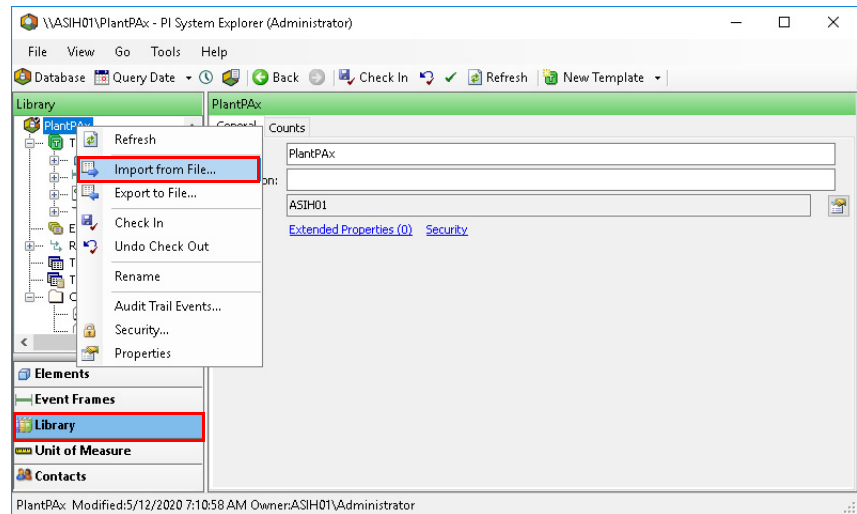 \\ASIH01\PlantPAx - PI System Explorer (Administrator)
File View Go Tools Help
Database Query Date Back Check In Refresh New Template
Library
PlantPAx
PlantPAx
General Counts
Refresh
Import from File...
Export to File...
Check In
Undo Check Out
Rename
Audit Trail Events...
Security...
Properties
PlantPAx
on:
ASIH01
Extended Properties (0) Security
T
E
R
T
T
C
Elements
Event Frames
Library
Unit of Measure
Contacts
PlantPAx Modified:5/12/2020 7:10:58 AM Owner:ASIH01\Administrator